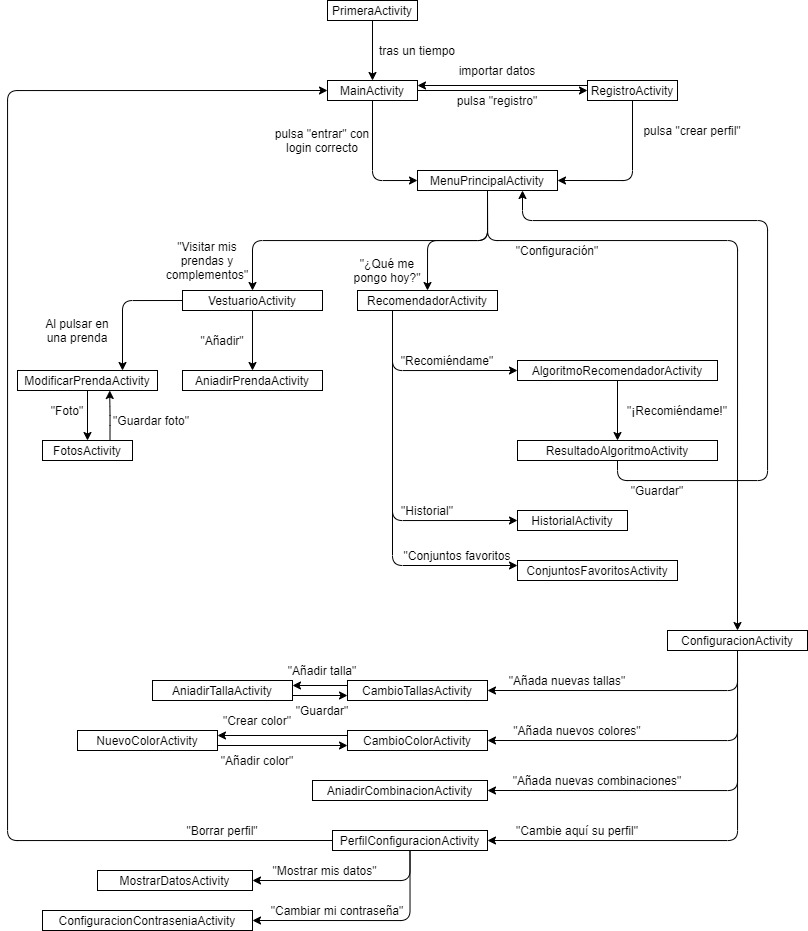 PrimeraActivity
tras un tiempo
importar datos
MainActivity
RegistroActivity
pulsa "registro"
pulsa "entrar" con
login correcto
pulsa "crear perfil"
MenuPrincipalActivity
"Visitar mis
prendas y
complementos"
"¿Qué me
pongo hoy?"
"Configuración"
VestuarioActivity
RecomendadorActivity
Al pulsar en
una prenda
"Añadir"
"Recomiéndame"
ModificarPrendaActivity
AniadirPrendaActivity
AlgoritmoRecomendadorActivity
"Foto"
"Guardar foto"
"¡Recomiéndame!"
FotosActivity
ResultadoAlgoritmoActivity
"Guardar"
"Historial"
HistorialActivity
"Conjuntos favoritos
ConjuntosFavoritosActivity
ConfiguracionActivity
"Añadir talla"
"Añada nuevas tallas"
AniadirTallaActivity
CambioTallasActivity
"Guardar"
"Crear color"
"Añada nuevos colores"
NuevoColorActivity
CambioColorActivity
"Añadir color"
"Añada nuevas combinaciones"
AniadirCombinacionActivity
"Borrar perfil"
"Cambie aquí su perfil"
PerfilConfiguracionActivity
"Mostrar mis datos"
MostrarDatosActivity
"Cambiar mi contraseña"
ConfiguracionContraseniaActivity